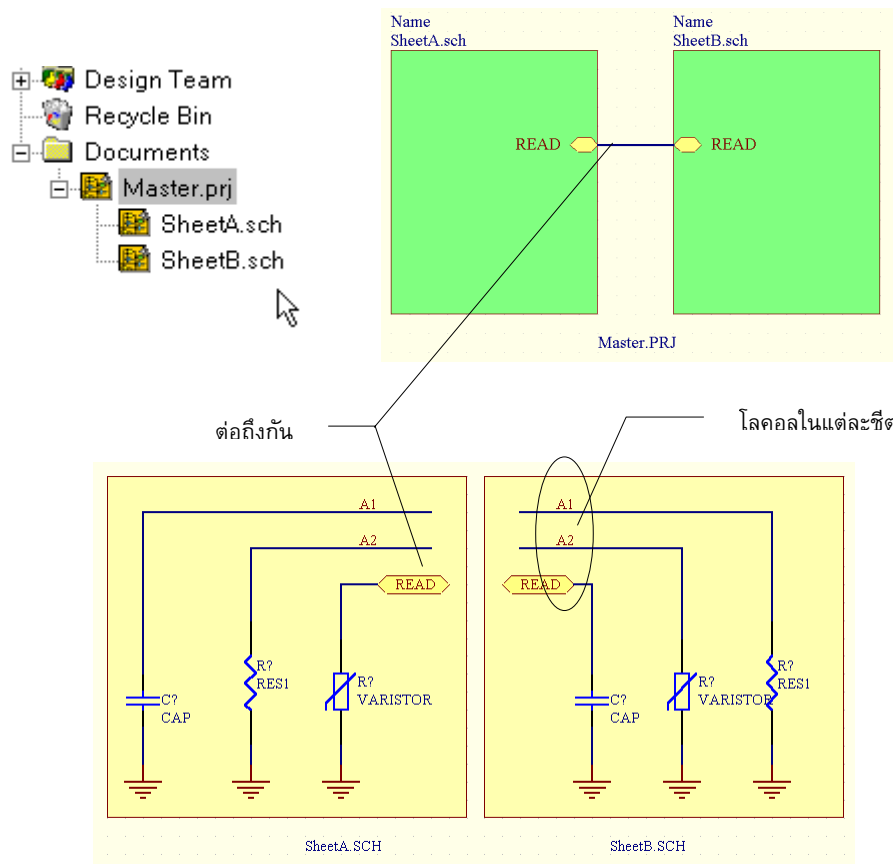 Design Team
Recycle Bin
Documents
Master.prj
SheetA.sch
SheetB.sch
Name
SheetA.sch
Name
SheetB.sch
READ
READ
Master.PRJ
ต่อถึงกัน
โลคอลในแต่ละชีต
A1
A2
READ
C?
CAP
R?
RES1
R?
VARISTOR
SheetA.SCH
A1
A2
READ
C?
CAP
R?
VARISTOR
R?
RES1
SheetB.SCH